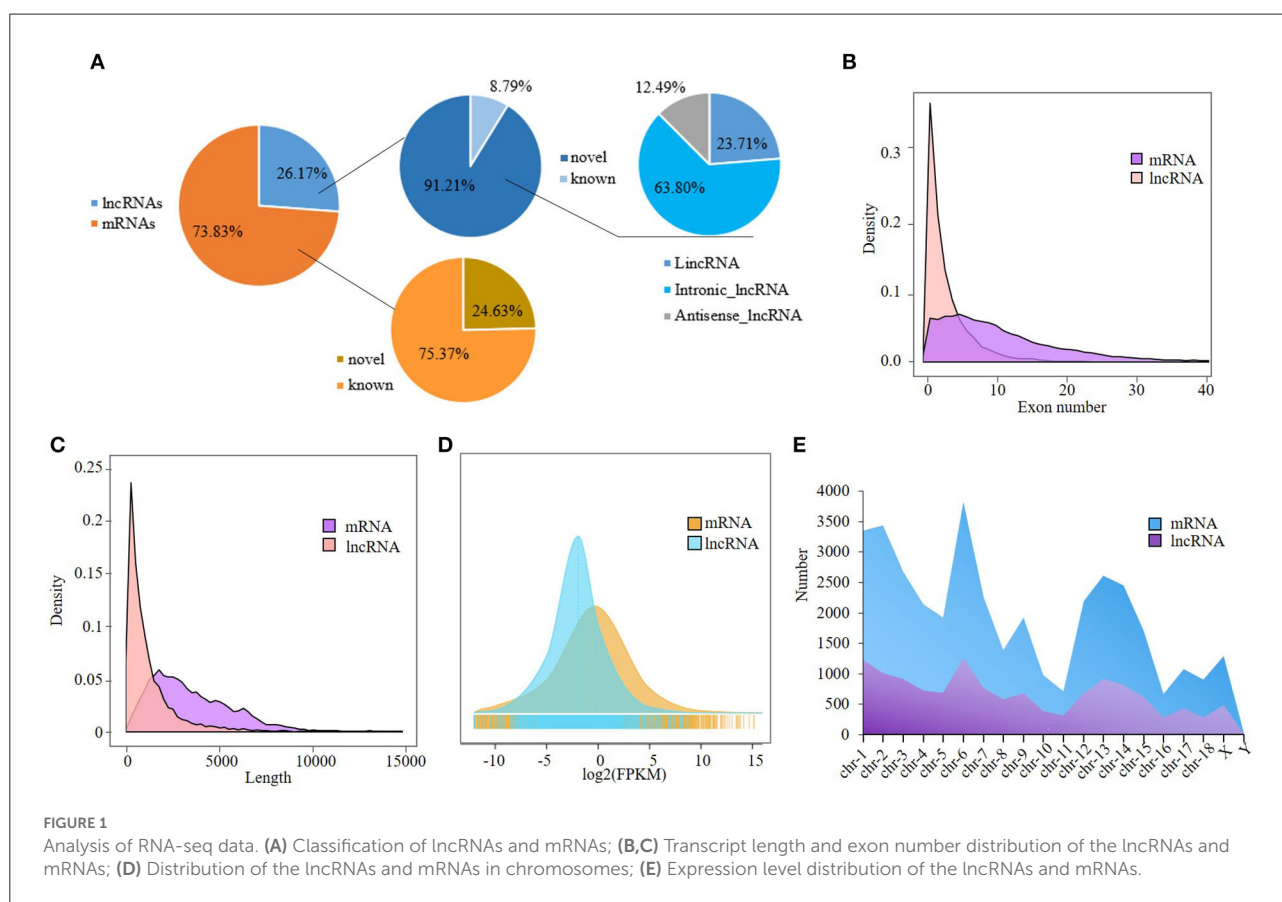 A
8.79%
12.49%
26.17%
23.71%
lncRNAs
mRNAs
novel
known
91.21%
63.80%
73.83%
LincRNA
Intronic_lncRNA
Antisense_lncRNA
24.63%
75.37%
novel
known
B
0.3
0.2
0.1
0.0
Density
mRNA
lncRNA
0
10
20
30
40
Exon number
C
0.25
0.2
0.15
0.1
0.05
0
Density
mRNA
lncRNA
0
5000
10000
15000
Length
D
mRNA
lncRNA
-10
-5
0
5
10
15
log2(FPKM)
E
4000
3500
3000
2500
2000
1500
1000
500
0
Number
mRNA
lncRNA
chr-1
chr-2
chr-3
chr-4
chr-5
chr-6
chr-7
chr-8
chr-9
chr-10
chr-11
chr-12
chr-13
chr-14
chr-15
chr-16
chr-17
chr-18
X
Y
FIGURE 1
Analysis of RNA-seq data. (A) Classification of lncRNAs and mRNAs; (B,C) Transcript length and exon number distribution of the lncRNAs and
mRNAs; (D) Distribution of the lncRNAs and mRNAs in chromosomes; (E) Expression level distribution of the lncRNAs and mRNAs.